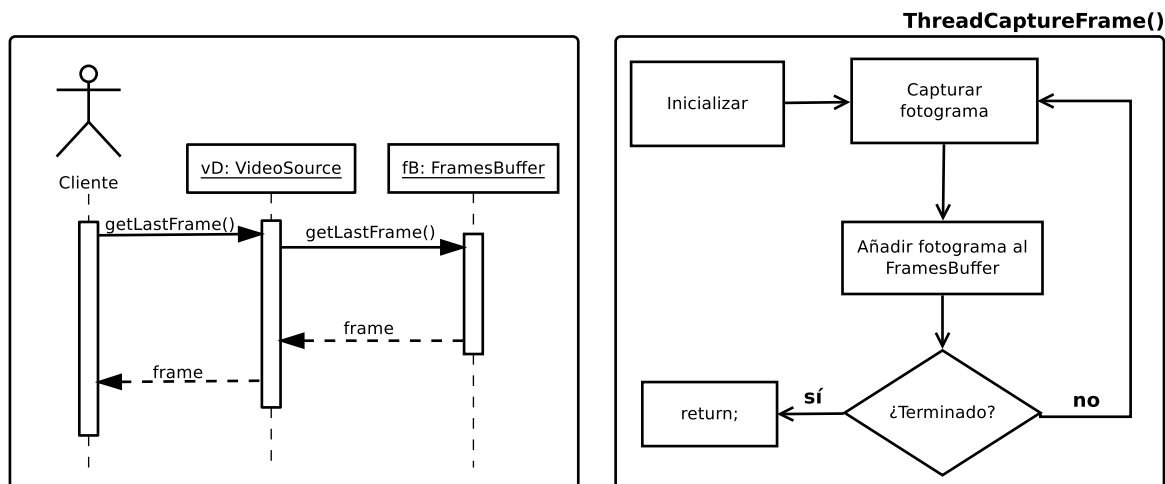 ThreadCaptureFrame()
Cliente
vD: VideoSource
fB: FramesBuffer
getLastFrame()
getLastFrame()
frame
frame
Inicializar
Capturar
fotograma
Añadir fotograma al
FramesBuffer
¿Terminado?
sí
no
return;